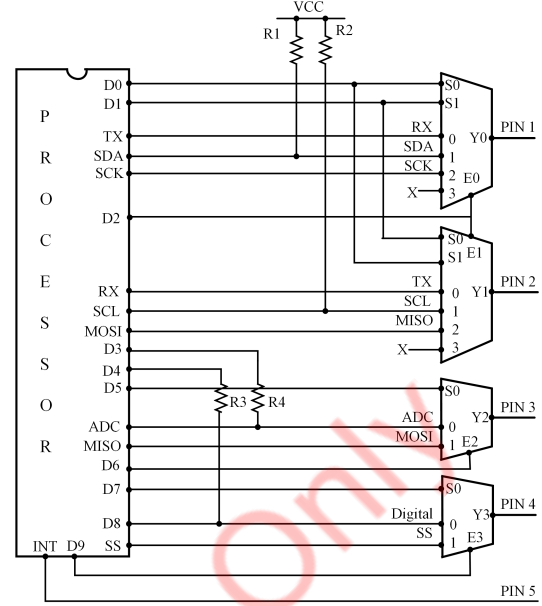 VCC
R1 R2
D0 S0
D1 S1
PROCESSOR
TX RX 0 Y0 PIN 1
SDA SDA 1
SCK SCK 2 E0
X 3
D2
S0 E1
S1
RX TX 0 Y1 PIN 2
SCL SCL 1
MOSI MISO 2
D3 X 3
D4
D5 S0
R3 R4
ADC ADC 0 Y2 PIN 3
MISO MOSI 1 E2
D6
D7 S0
D8 Digital 0 Y3 PIN 4
SS SS 1 E3
INT D9
PIN 5
Only